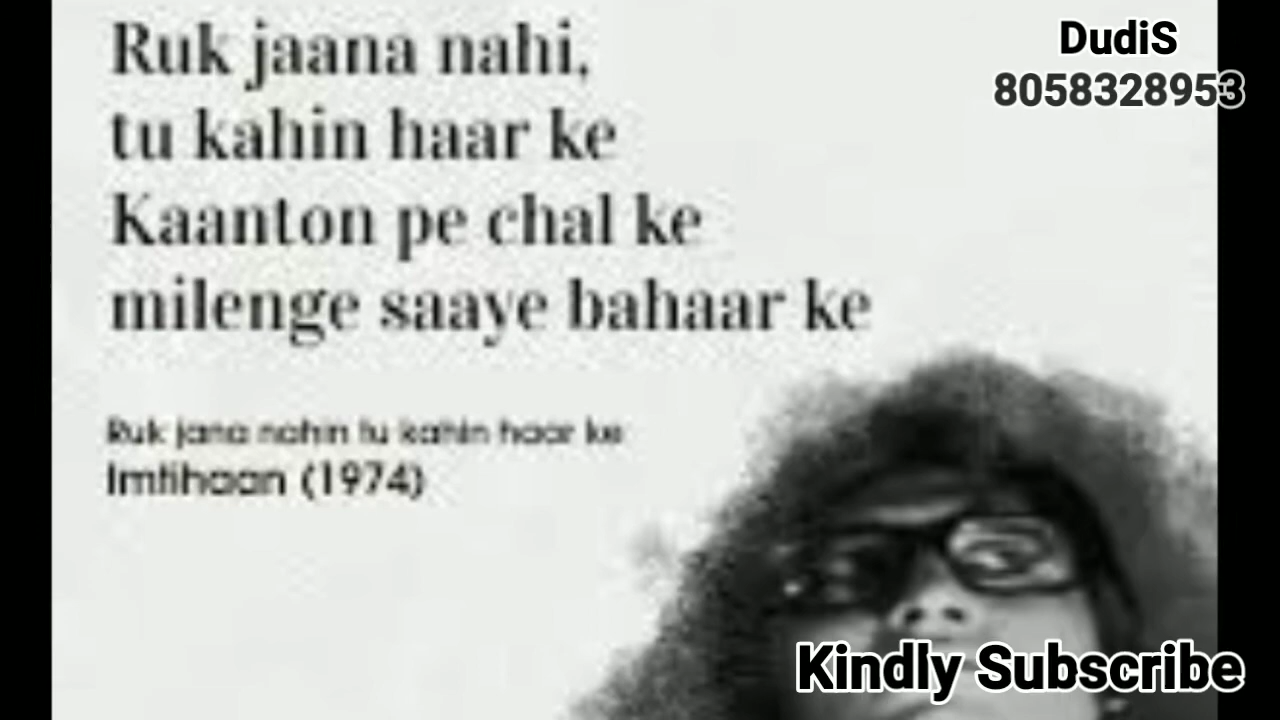 Ruk jaana nahi,
tu kahin haar ke
Kaanton pe chal ke
milenge saaye bahaar ke
Ruk jana nahin tu kahin haar ke
Imtihaan (1974)
DudiS
8058328953
Kindly Subscribe